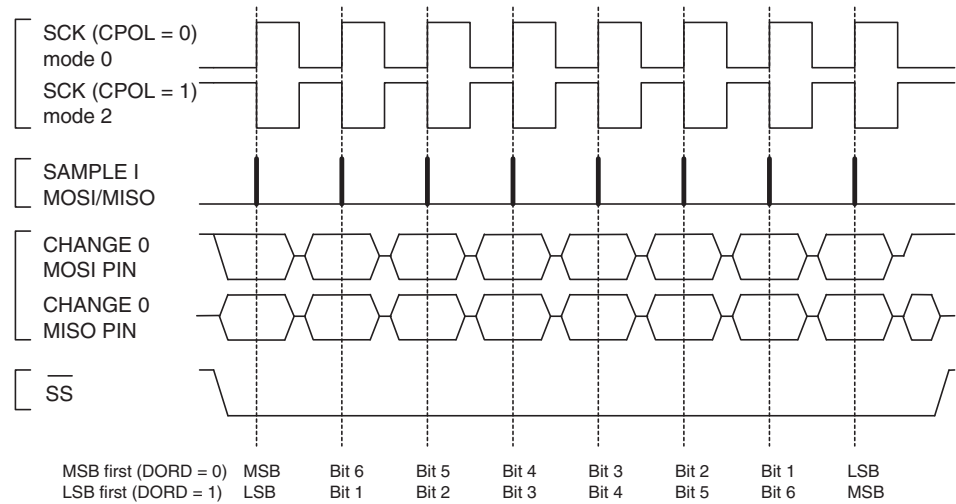 SCK (CPOL = 0)
mode 0
SCK (CPOL = 1)
mode 2
SAMPLE I
MOSI/MISO
CHANGE 0
MOSI PIN
CHANGE 0
MISO PIN
SS
MSB first (DORD = 0) MSB Bit 6 Bit 5 Bit 4 Bit 3 Bit 2 Bit 1 LSB
LSB first (DORD = 1) LSB Bit 1 Bit 2 Bit 3 Bit 4 Bit 5 Bit 6 MSB